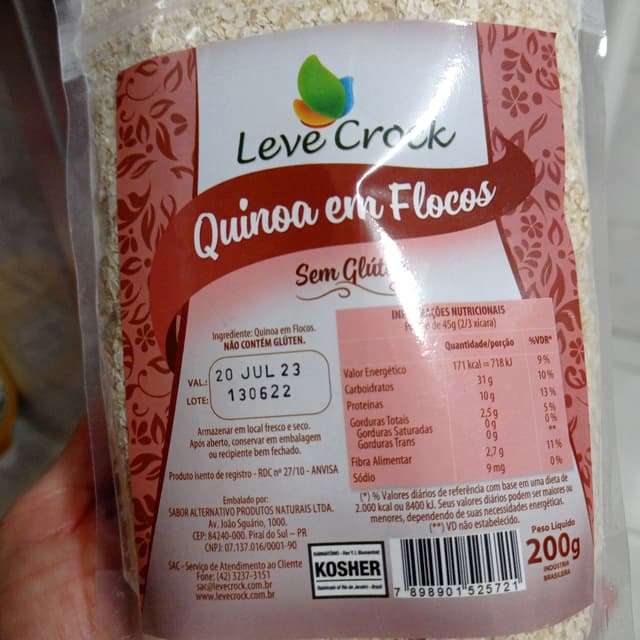 Leve Crock
Quinoa em Flocos
Sem
Ingrediente: Quinoa em Flocos.
NÃO CONTÉM GLÚTEN.
VAL.: 20 JUL 23
LOTE: 130622
Armazenar em local fresco e seco.
Após aberto, conservar em embalagem
ou recipiente bem fechado.
Produto isento de registro - RDC nº 27/10 - ANVISA
Embalado por:
SABOR ALTERNATIVO PRODUTOS NATURAIS LTDA.
Av. João Sguário, 1000.
CEP: 84240-000. Piraí do Sul – PR
CNPJ: 07.137.016/0001-90
SAC - Serviço de Atendimento ao Cliente
Fone: (42) 3237-3151
sac@levecrock.com.br
www.levecrock.com.br
NUTRICIONAIS
de 45g (2/3 xícara)
Quantidade/porção %VDR*
Valor Energético 171 kcal = 718 kJ 9%
Carboidratos 31 g 10%
Proteínas 10 g 13%
Gorduras Totais 2,5 g 5%
Gorduras Saturadas 0 g 0%
Gorduras Trans 0 g **
Fibra Alimentar 2,7 g 11%
Sódio 9 mg 0%
(*) % Valores diários de referência com base em uma dieta de
2.000 kcal ou 8400 kJ. Seus valores diários podem ser maiores ou
menores, dependendo de suas necessidades energéticas.
(**) VD não estabelecido.
KOSHER
7 898901 525721
Peso Líquido
200g
INDÚSTRIA
BRASILEIRA